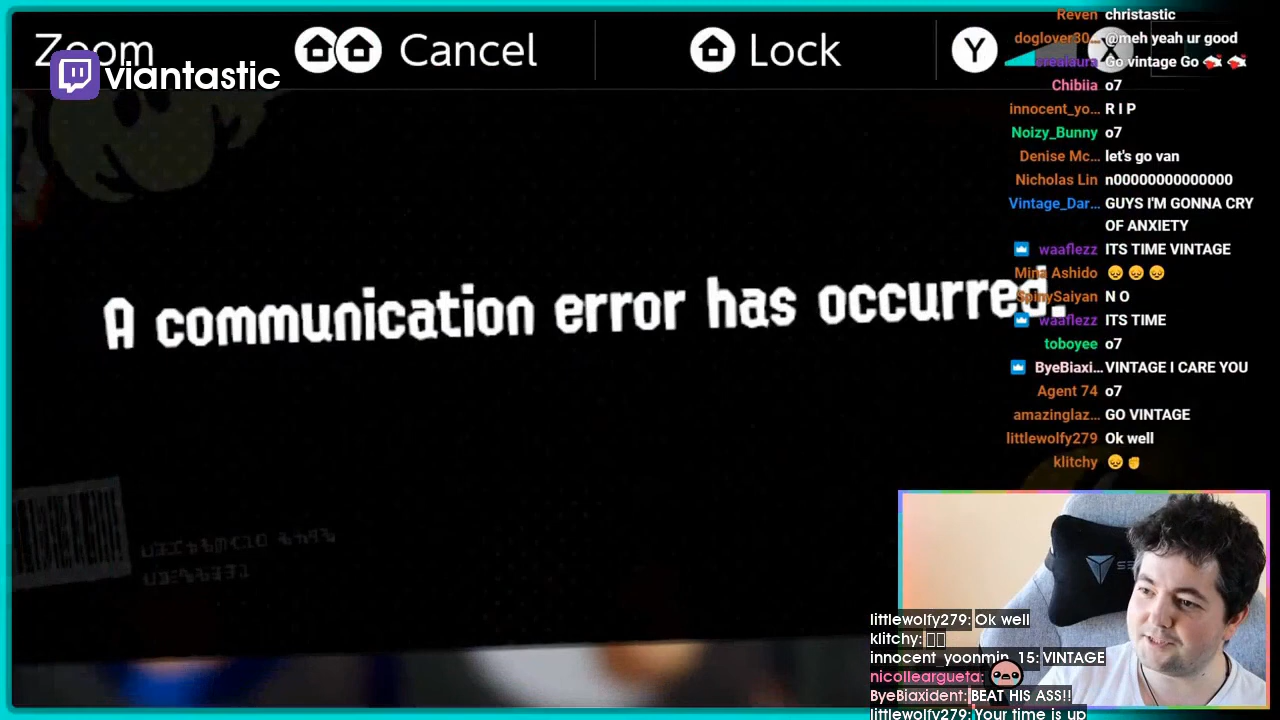 Zoom
Cancel
Lock
Y
X
viantastic
A communication error has occurred.
Reven christastic
doglover30… @meh yeah ur good
Go vintage Go
Chibiia o7
innocent_yo… R I P
Noizy_Bunny o7
Denise Mc… let's go van
Nicholas Lin n00000000000000
Vintage_Dar… GUYS I'M GONNA CRY
OF ANXIETY
waaflezz ITS TIME VINTAGE
Mina Ashido 😞 😞 😞
SpinySaiyan N O
waaflezz ITS TIME
toboyee o7
ByeBiaxi… VINTAGE I CARE YOU
Agent 74 o7
amazinglaz… GO VINTAGE
littlewolfy279 Ok well
klitchy 😞 ✊
littlewolfy279: Ok well
klitchy:
innocent_yoonmin_15: VINTAGE
nicolleargueta:
ByeBiaxident: BEAT HIS ASS!!
littlewolfy279: Your time is up